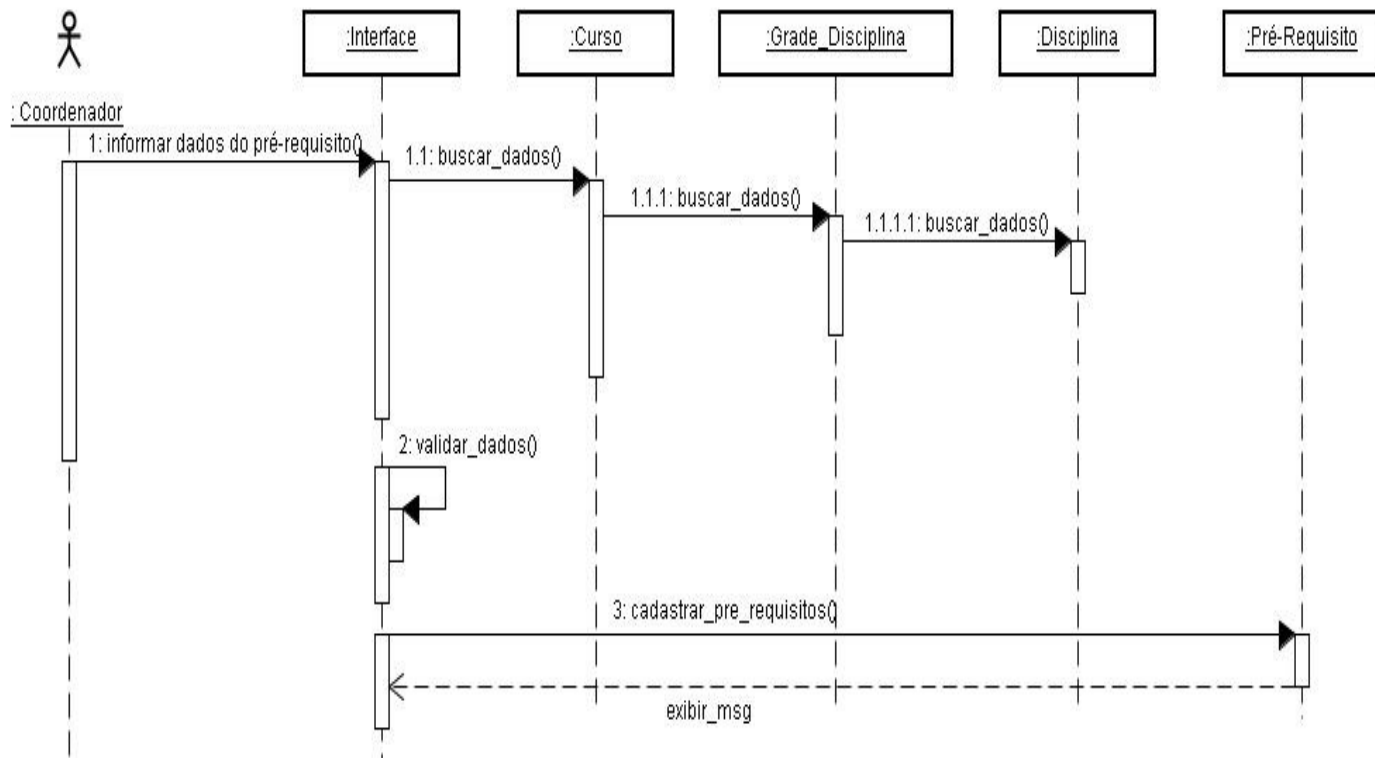 :Interface
:Curso
:Grade_Disciplina
:Disciplina
:Pré-Requisito
: Coordenador
1: informar dados do pré-requisito()
1.1: buscar_dados()
1.1.1: buscar_dados()
1.1.1.1: buscar_dados()
2: validar_dados()
3: cadastrar_pre_requisitos()
exibir_msg